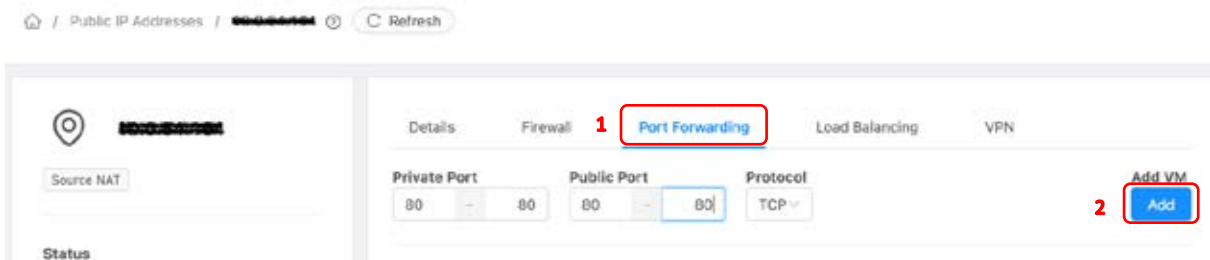 / Public IP Addresses / Refresh
Details Firewall 1 Port Forwarding Load Balancing VPN
Source NAT
Private Port Public Port Protocol Add VM
80 - 80 80 - 80 TCP 2 Add
Status